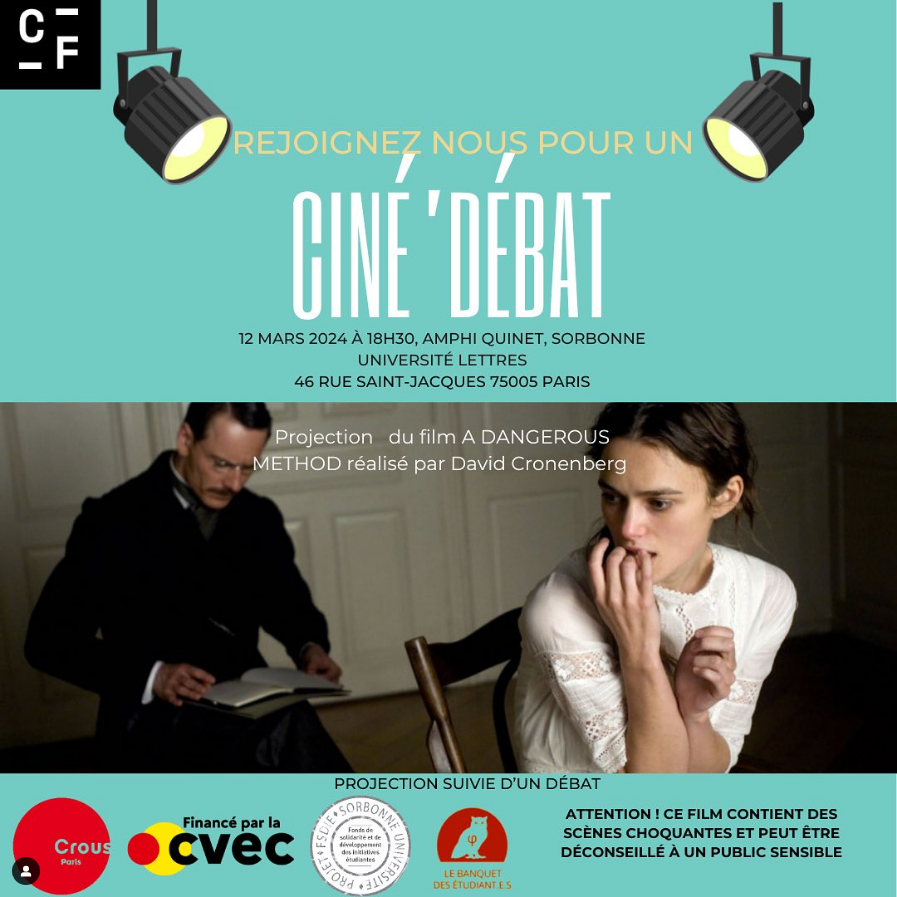 C
F
REJOIGNEZ NOUS POUR UN
CINÉ'DÉBAT
12 MARS 2024 À 18H30, AMPHI QUINET, SORBONNE
UNIVERSITÉ LETTRES
46 RUE SAINT-JACQUES 75005 PARIS
Projection du film A DANGEROUS
METHOD réalisé par David Cronenberg
PROJECTION SUIVIE D'UN DÉBAT
Crous
Paris
Financé par la
cvec
PROJET FSDIE SORBONNE UNIVERSITÉ
Fonds de
solidarité et de
développement
des initiatives
étudiantes
φ
LE BANQUET
DES ÉTUDIANT.E.S
ATTENTION ! CE FILM CONTIENT DES
SCÈNES CHOQUANTES ET PEUT ÊTRE
DÉCONSEILLÉ À UN PUBLIC SENSIBLE